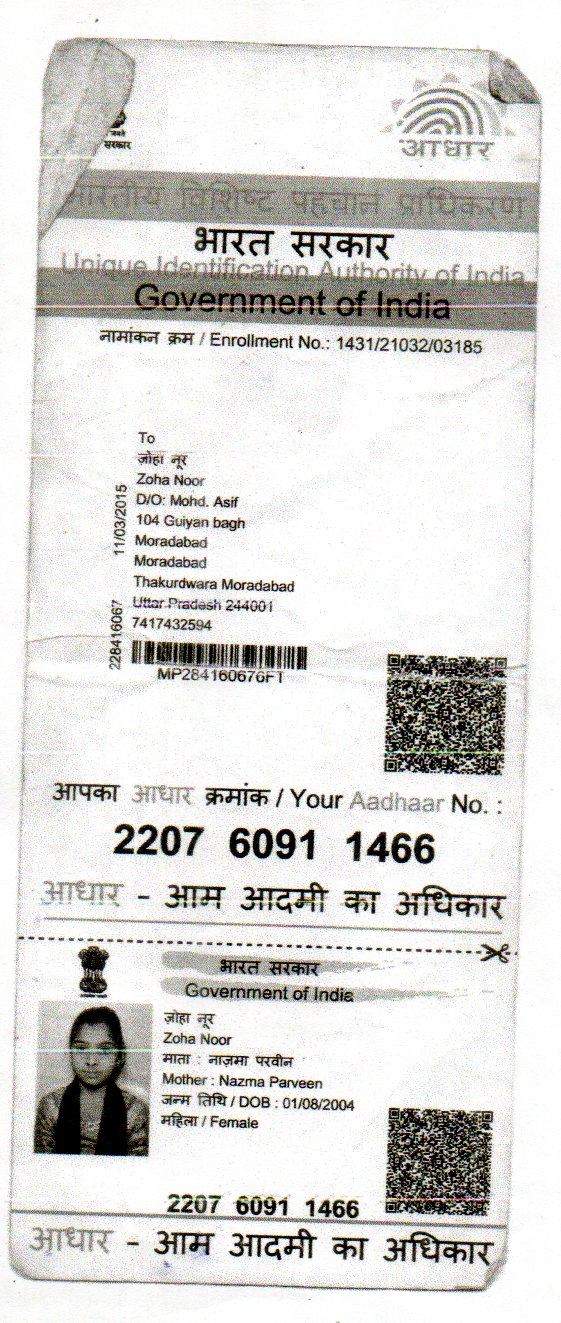 जयते
सरकार
आधार
भारतीय विशिष्ट पहचान प्राधिकरण
भारत सरकार
Unique Identification Authority of India
Government of India
नामांकन क्रम / Enrollment No.: 1431/21032/03185
To
ज़ोहा नूर
Zoha Noor
D/O: Mohd. Asif
104 Guiyan bagh
Moradabad
Moradabad
Thakurdwara Moradabad
Uttar Pradesh 244001
7417432594
11/03/2015
228416067
MP284160676FT
आपका आधार क्रमांक / Your Aadhaar No. :
2207 6091 1466
आधार - आम आदमी का अधिकार
भारत सरकार
Government of India
ज़ोहा नूर
Zoha Noor
माता : नाज़मा परवीन
Mother : Nazma Parveen
जन्म तिथि / DOB : 01/08/2004
महिला / Female
2207 6091 1466
आधार - आम आदमी का अधिकार